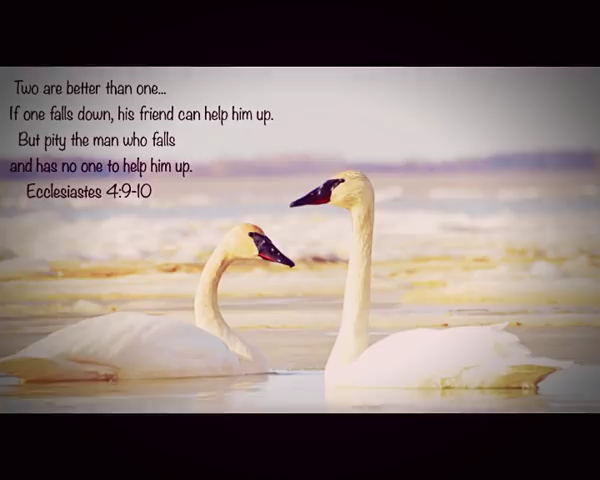 Two are better than one...
If one falls down, his friend can help him up.
But pity the man who falls
and has no one to help him up.
Ecclesiastes 4:9-10